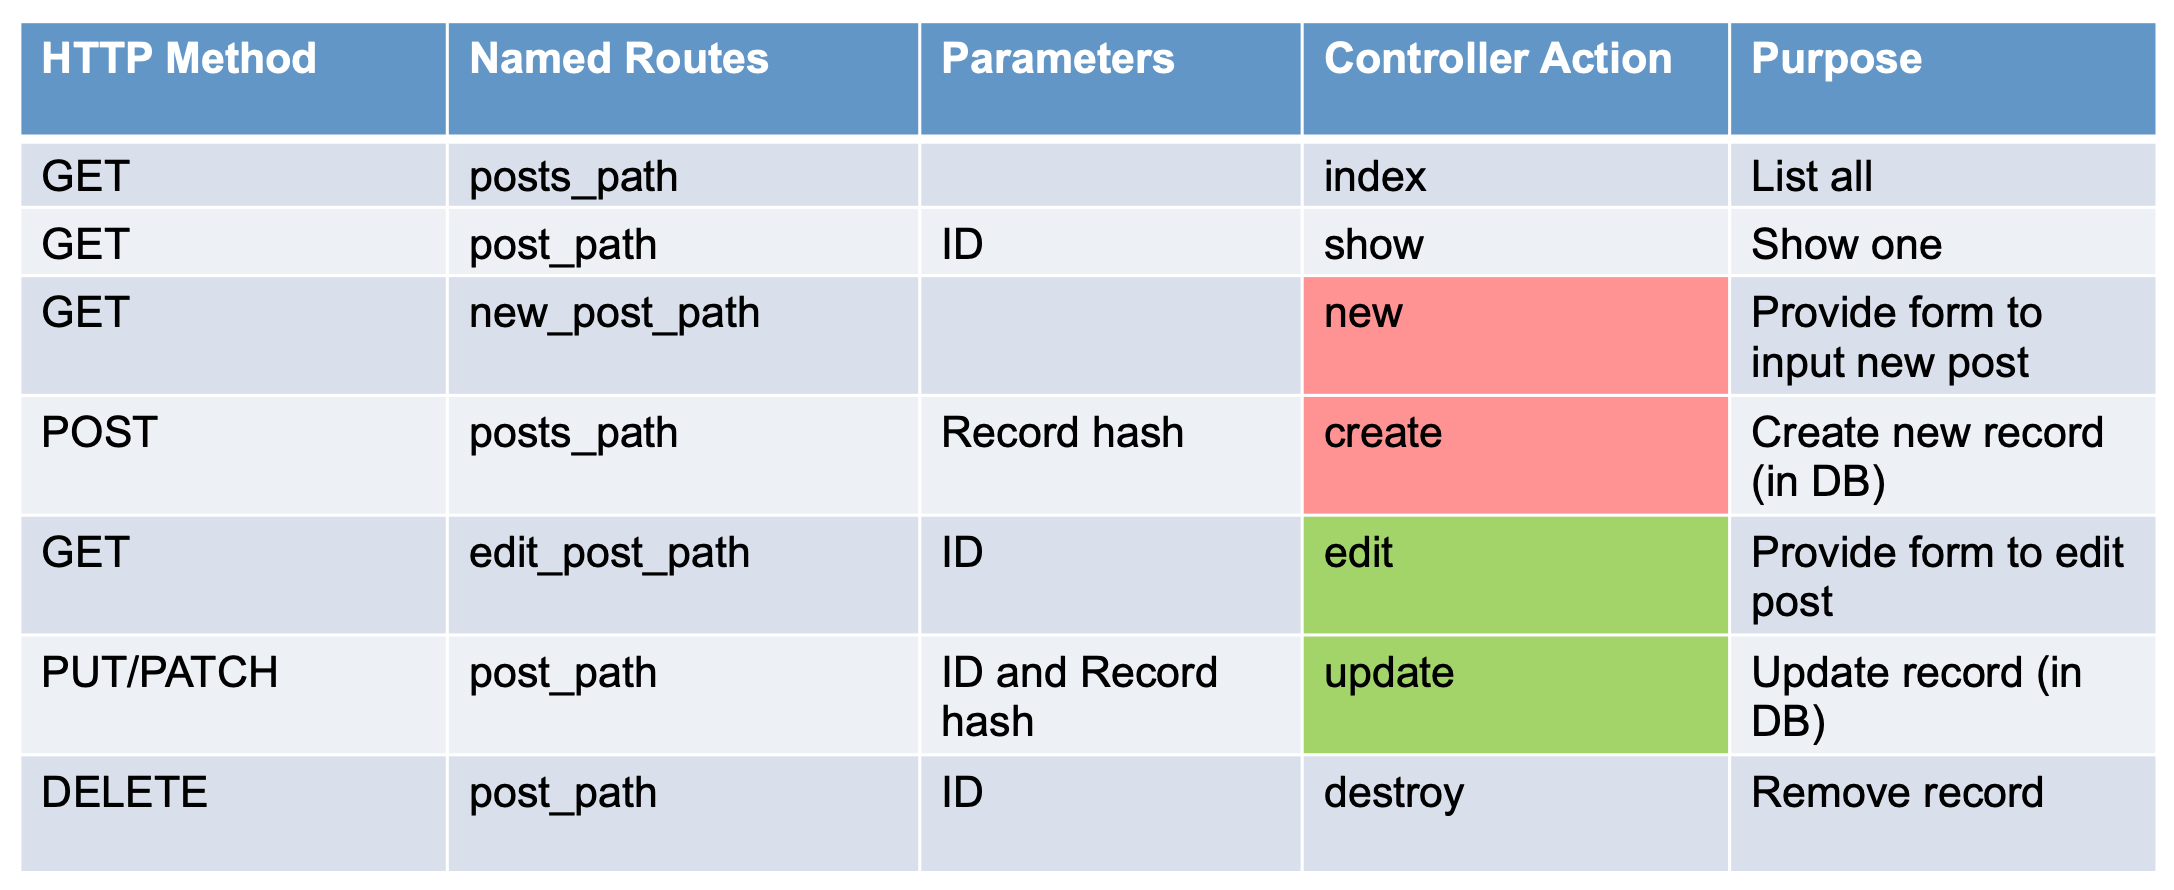 HTTP Method Named Routes Parameters Controller Action Purpose
GET posts_path index List all
GET post_path ID show Show one
GET new_post_path new Provide form to
input new post
POST posts_path Record hash create Create new record
(in DB)
GET edit_post_path ID edit Provide form to edit
post
PUT/PATCH post_path ID and Record update Update record (in
hash DB)
DELETE post_path ID destroy Remove record